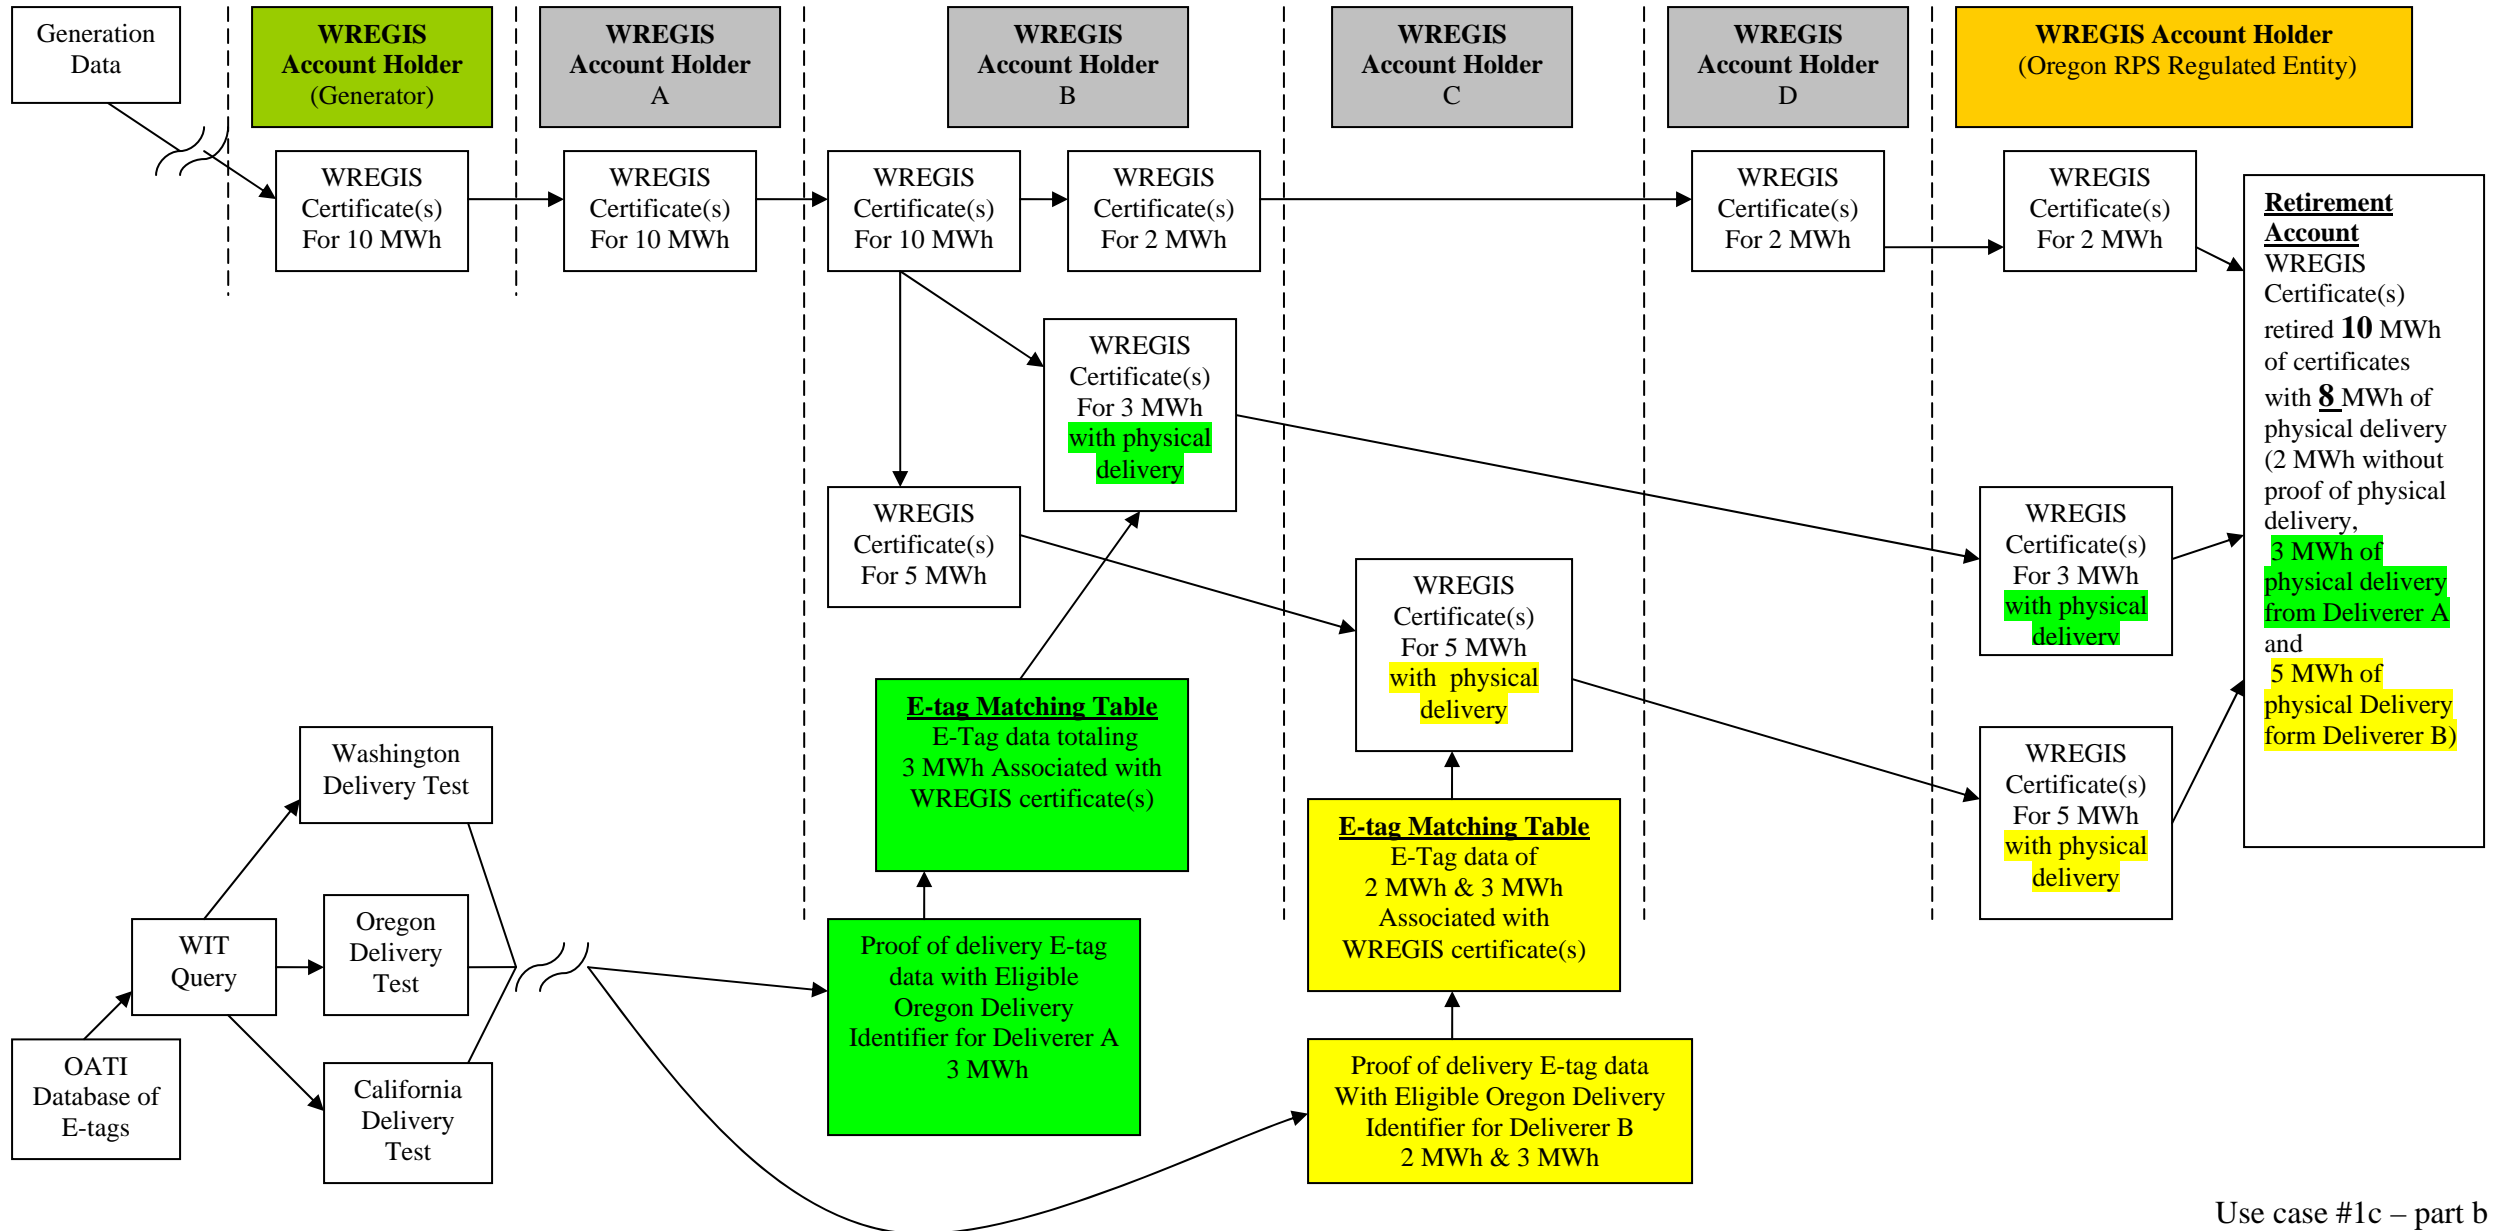 Generation
Data
WREGIS
Account Holder
(Generator)
WREGIS
Account Holder
A
WREGIS
Account Holder
B
WREGIS
Account Holder
C
WREGIS
Account Holder
D
WREGIS Account Holder
(Oregon RPS Regulated Entity)
WREGIS
Certificate(s)
For 10 MWh
WREGIS
Certificate(s)
For 10 MWh
WREGIS
Certificate(s)
For 10 MWh
WREGIS
Certificate(s)
For 2 MWh
WREGIS
Certificate(s)
For 2 MWh
WREGIS
Certificate(s)
For 2 MWh
Retirement
Account
WREGIS
Certificate(s)
retired 10 MWh
of certificates
with 8 MWh of
physical delivery
(2 MWh without
proof of physical
delivery,
3 MWh of
physical delivery
from Deliverer A
and
5 MWh of
physical Delivery
form Deliverer B)
WREGIS
Certificate(s)
For 3 MWh
with physical
delivery
WREGIS
Certificate(s)
For 5 MWh
WREGIS
Certificate(s)
For 3 MWh
with physical
delivery
WREGIS
Certificate(s)
For 5 MWh
with physical
delivery
E-tag Matching Table
E-Tag data totaling
3 MWh Associated with
WREGIS certificate(s)
Washington
Delivery Test
WREGIS
Certificate(s)
For 5 MWh
with physical
delivery
E-tag Matching Table
E-Tag data of
2 MWh & 3 MWh
Associated with
WREGIS certificate(s)
WIT
Query
Oregon
Delivery
Test
Proof of delivery E-tag
data with Eligible
Oregon Delivery
Identifier for Deliverer A
3 MWh
OATI
Database of
E-tags
California
Delivery
Test
Proof of delivery E-tag data
With Eligible Oregon Delivery
Identifier for Deliverer B
2 MWh & 3 MWh
Use case #1c – part b